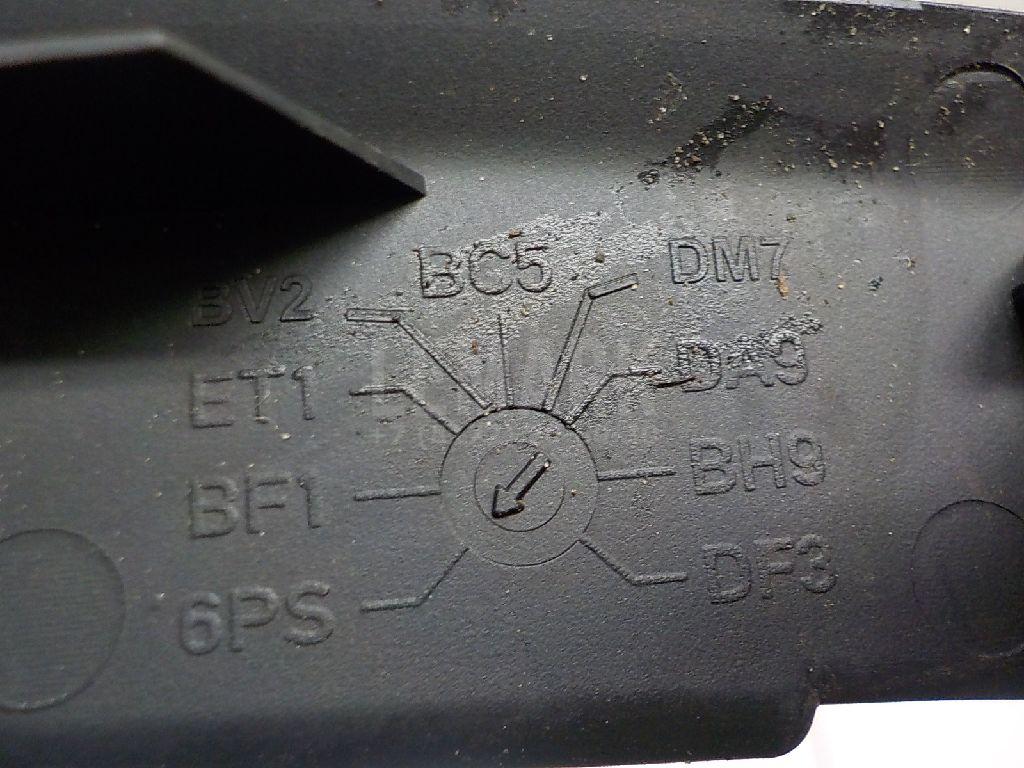 BC5
DM7
BV2
DA9
ET1
BH9
BF1
DF3
6PS